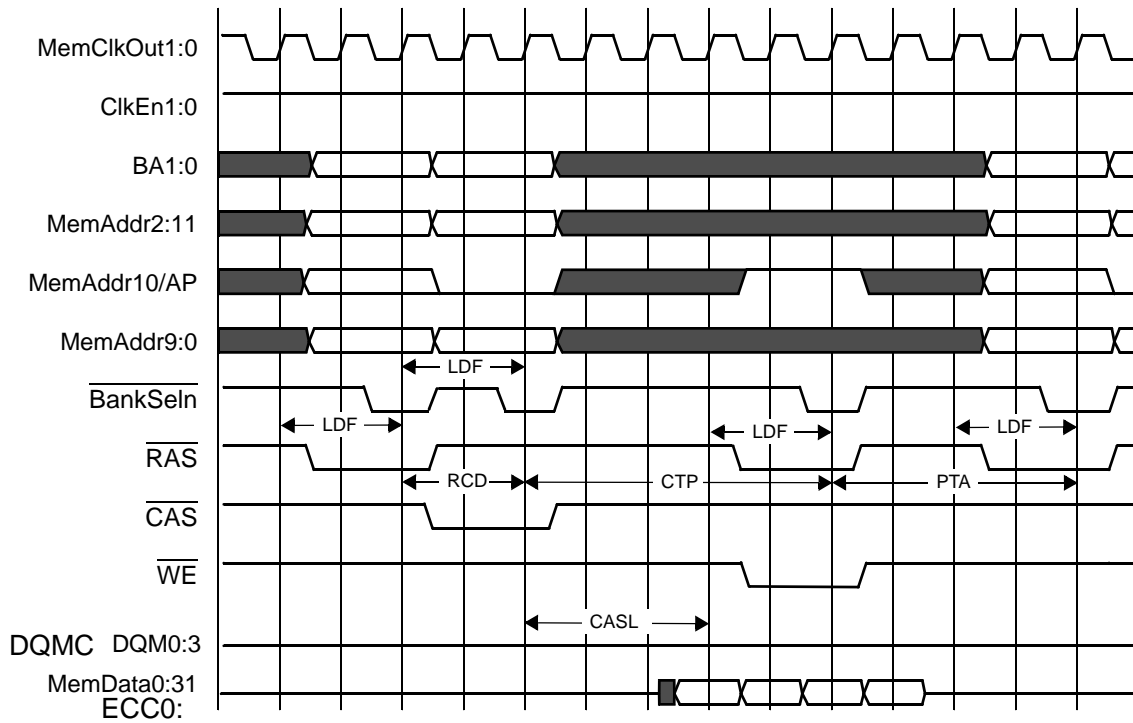 MemClkOut1:0
ClkEn1:0
BA1:0
MemAddr2:11
MemAddr10/AP
MemAddr9:0
LDF
BankSeln
LDF LDF LDF
RAS
RCD CTP PTA
CAS
WE
CASL
DQMC DQM0:3
MemData0:31
ECC0: